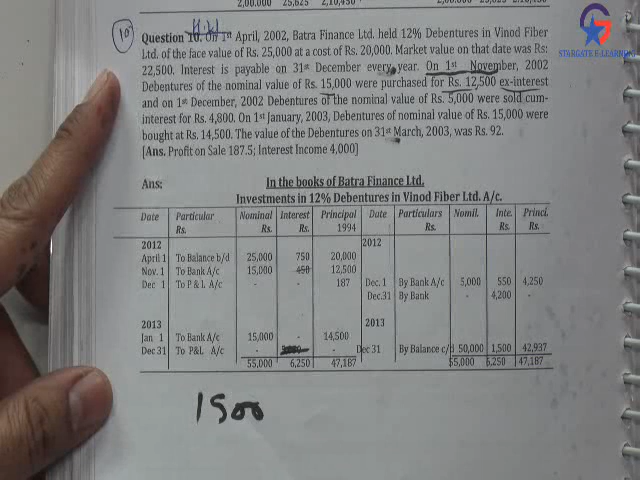 2,00,000 25,625 2,10,450
STARGATE E-LEARNING
10
H.W
Question 10. On 1st April, 2002, Batra Finance Ltd. held 12% Debentures in Vinod Fiber
Ltd. of the face value of Rs. 25,000 at a cost of Rs. 20,000. Market value on that date was Rs:
22,500. Interest is payable on 31st December every year. On 1st November, 2002
Debentures of the nominal value of Rs. 15,000 were purchased for Rs. 12,500 ex-interest
and on 1st December, 2002 Debentures of the nominal value of Rs. 5,000 were sold cum-
interest for Rs. 4,800. On 1st January, 2003, Debentures of nominal value of Rs. 15,000 were
bought at Rs. 14,500. The value of the Debentures on 31st March, 2003, was Rs. 92.
[Ans. Profit on Sale 187.5; Interest Income 4,000]
Ans: In the books of Batra Finance Ltd.
Investments in 12% Debentures in Vinod Fiber Ltd. A/c.
Date Particular Nominal Interest Principol Date Particulars Nomil. Inte. Princi.
Rs. Rs. Rs. 1994 Rs. Rs. Rs.
2012 2012
April 1 To Balance b/d 25,000 750 20,000
Nov. 1 To Bank A/c 15,000 450 12,500
Dec 1 To P & L A/c - - 187 Dec. 1 By Bank A/c 5,000 550 4,250
Dec.31 By Bank - 4,200 -
2013 2013
Jan 1 To Bank A/c 15,000 14,500
Dec 31 To P&L A/c - - Dec 31 By Balance c/d 50,000 1,500 42,937
55,000 6,250 47,187 55,000 6,250 47,187
1500